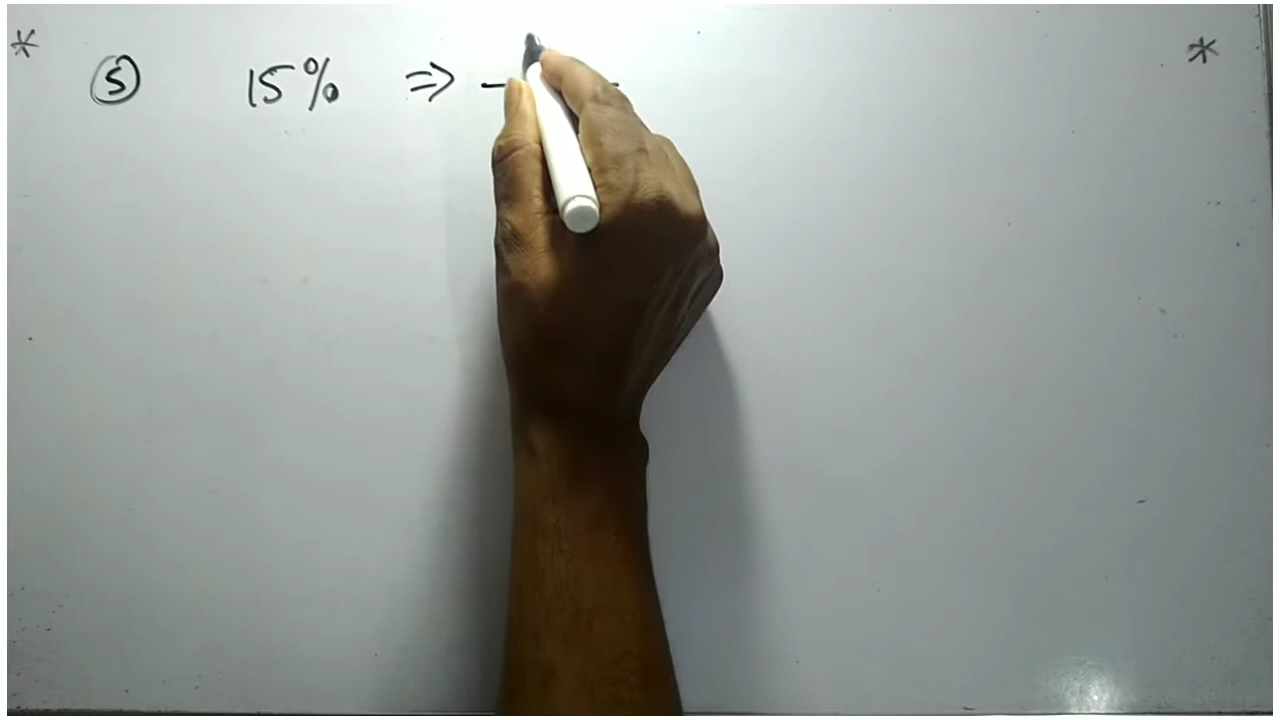 * ⑤ 15% ⇒ — *